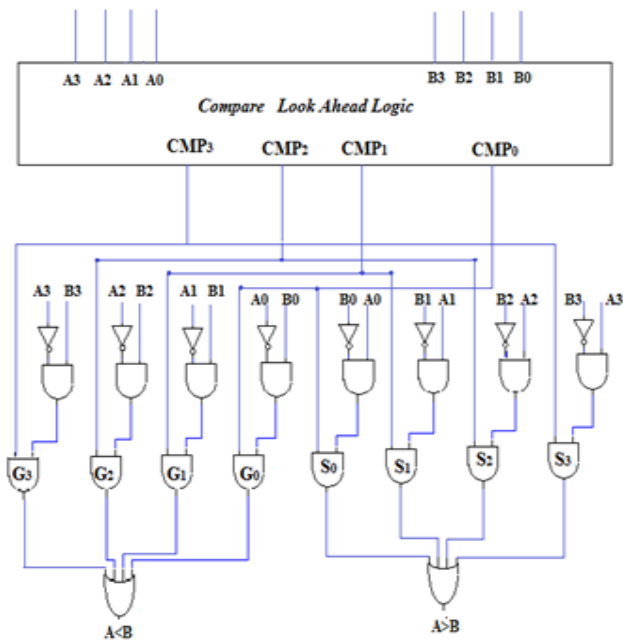 A3 A2 A1 A0 B3 B2 B1 B0
Compare Look Ahead Logic
CMP3 CMP2 CMP1 CMP0
A3 B3 A2 B2 A1 B1 A0 B0 B0 A0 B1 A1 B2 A2 B3 A3
G3 G2 G1 G0 S0 S1 S2 S3
A<B A>B